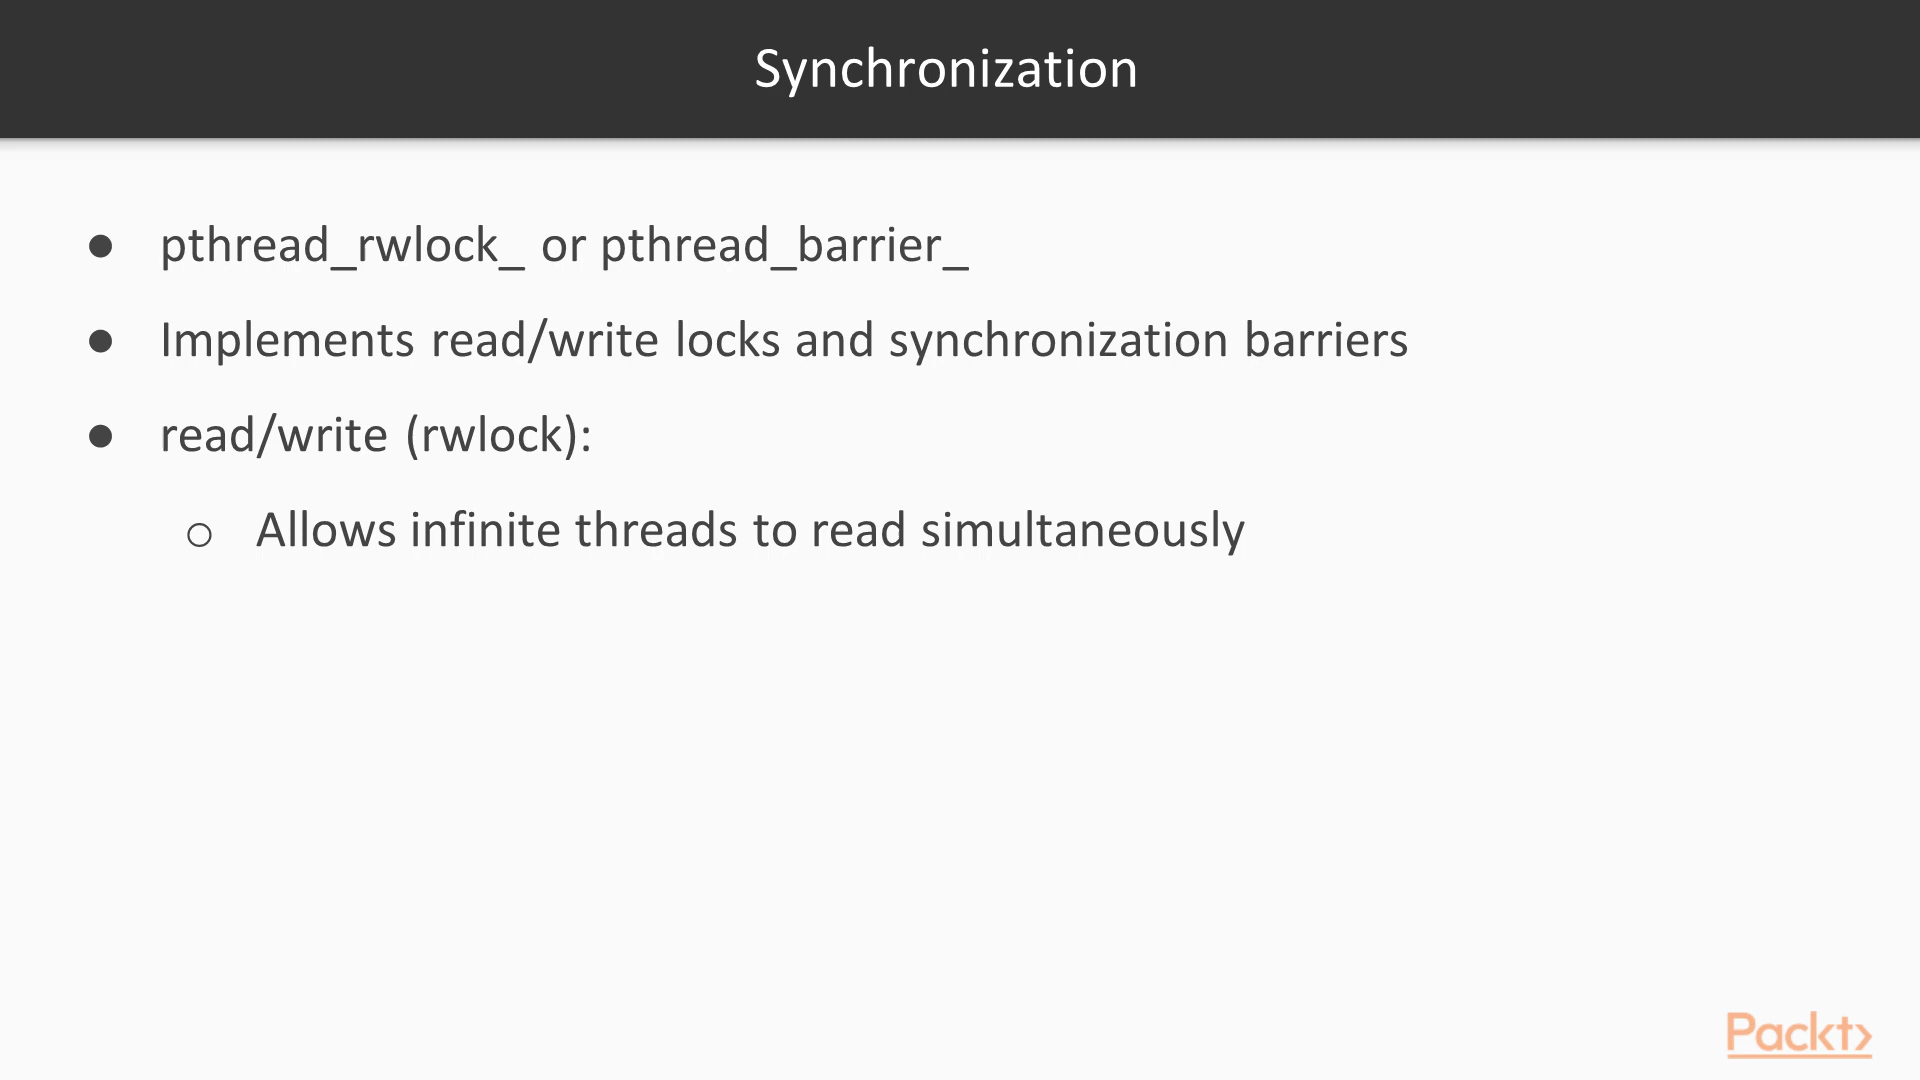 Synchronization
● pthread_rwlock_ or pthread_barrier_
● Implements read/write locks and synchronization barriers
● read/write (rwlock):
○ Allows infinite threads to read simultaneously
Packt>